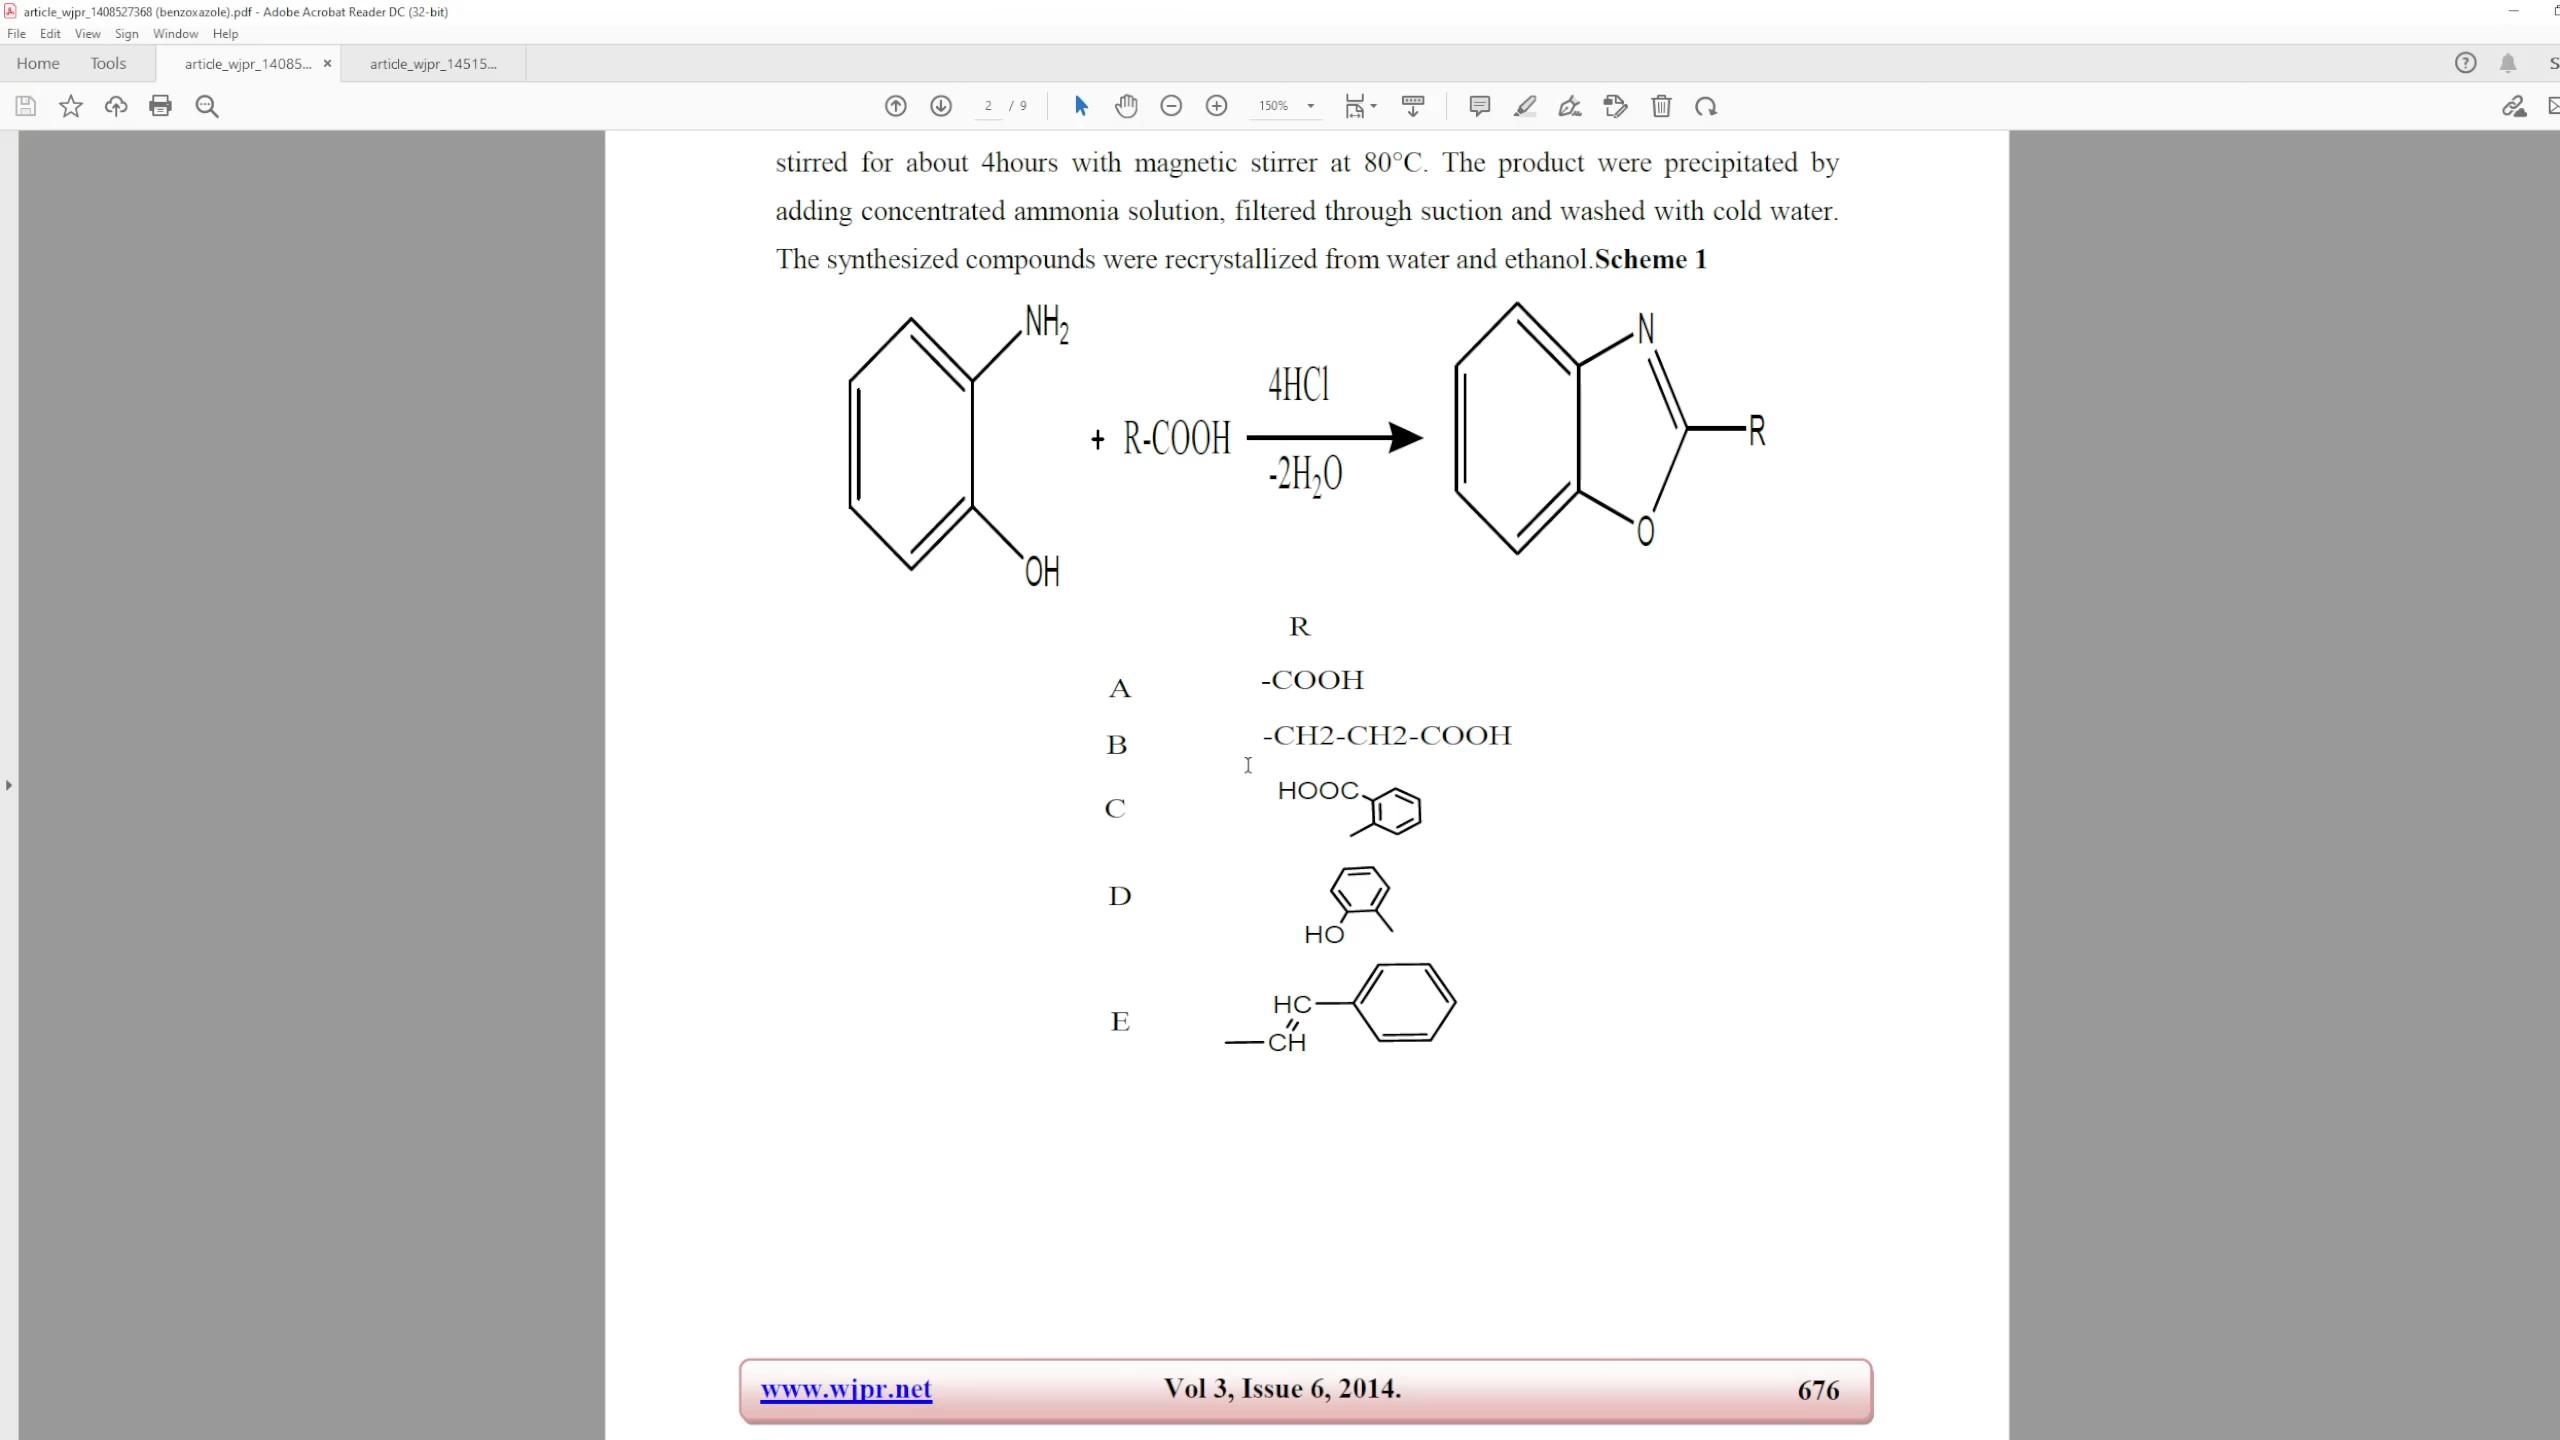 article_wjpr_1408527368 (benzoxazole).pdf - Adobe Acrobat Reader DC (32-bit)
File Edit View Sign Window Help
Home Tools article_wjpr_14085... × article_wjpr_14515...
2 / 9 150%
stirred for about 4hours with magnetic stirrer at 80°C. The product were precipitated by
adding concentrated ammonia solution, filtered through suction and washed with cold water.
The synthesized compounds were recrystallized from water and ethanol.Scheme 1
NH2
N
4HCl
+ R-COOH
R
-2H2O
O
OH
R
A -COOH
B -CH2-CH2-COOH
C HOOC
D HO
E HC
CH
www.wjpr.net Vol 3, Issue 6, 2014. 676